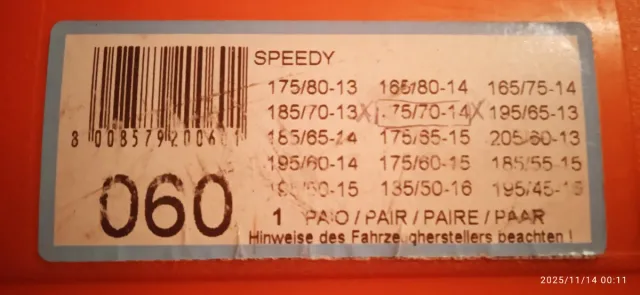 SPEEDY
175/80-13 165/80-14 165/75-14
185/70-13 X 175/70-14 X 195/65-13
185/65-14 175/65-15 205/60-13
195/60-14 175/60-15 185/55-15
135/50-16
8 008579 200601
060
1 PAIO / PAIR / PAIRE / PAAR
Hinweise des Fahrzeugherstellers beachten !
2025/11/14 00:11